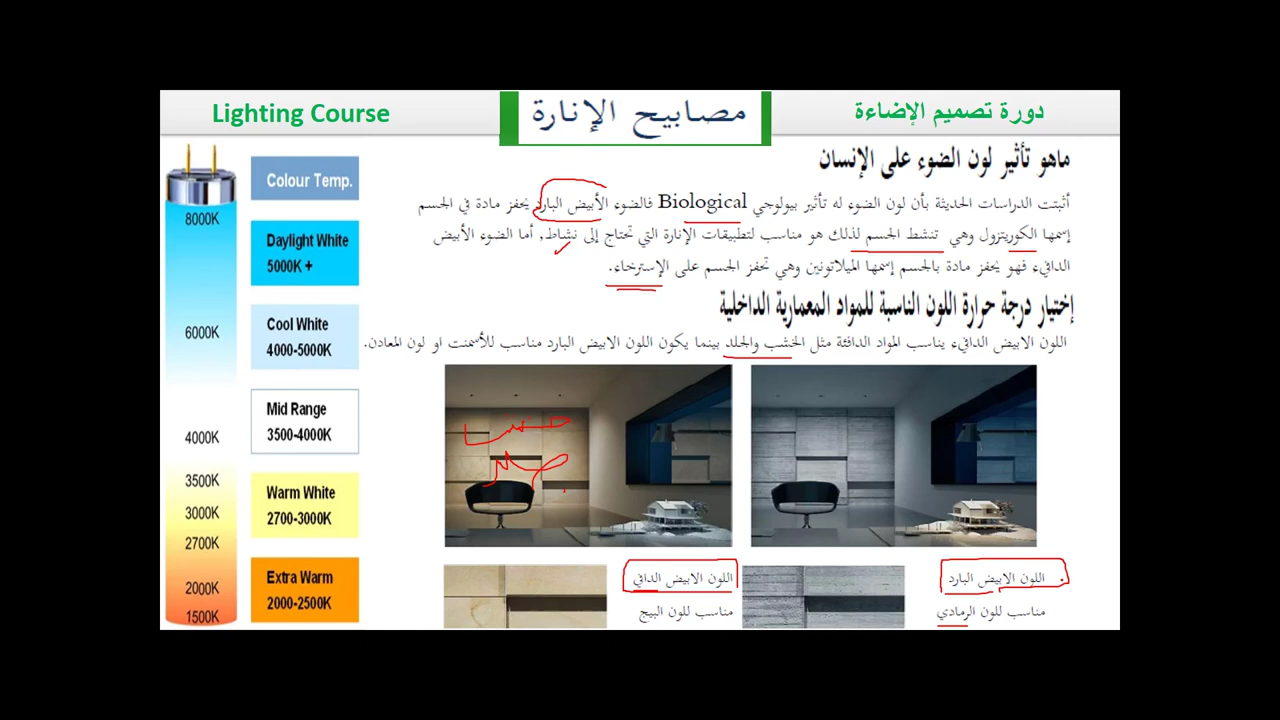 Lighting Course
مصابيح الإنارة
دورة تصميم الإضاءة
ماهو تأثير لون الضوء على الإنسان
أثبتت الدراسات الحديثة بأن لون الضوء له تأثير بيولوجي Biological فالضوء الأبيض البارد يحفز مادة في الجسم
إسمها الكوريتزول وهي تنشط الجسم لذلك هو مناسب لتطبيقات الإنارة التي تحتاج إلى نشاط. أما الضوء الأبيض
الدافيء فهو يحفز مادة بالجسم إسمها الميلاتونين وهي تحفز الجسم على الإسترخاء.
إختيار درجة حرارة اللون الناسبة للمواد المعمارية الداخلية
اللون الابيض الدافيء يناسب المواد الدافئة مثل الخشب والجلد بينما يكون اللون الابيض البارد مناسب للأسمنت او لون المعادن.
اللون الابيض البارد
مناسب للون الرمادي
اللون الابيض الدافي
مناسب للون البيج
Colour Temp.
8000K
Daylight White
5000K +
6000K
Cool White
4000-5000K
Mid Range
3500-4000K
4000K
3500K
Warm White
2700-3000K
3000K
2700K
Extra Warm
2000-2500K
2000K
1500K